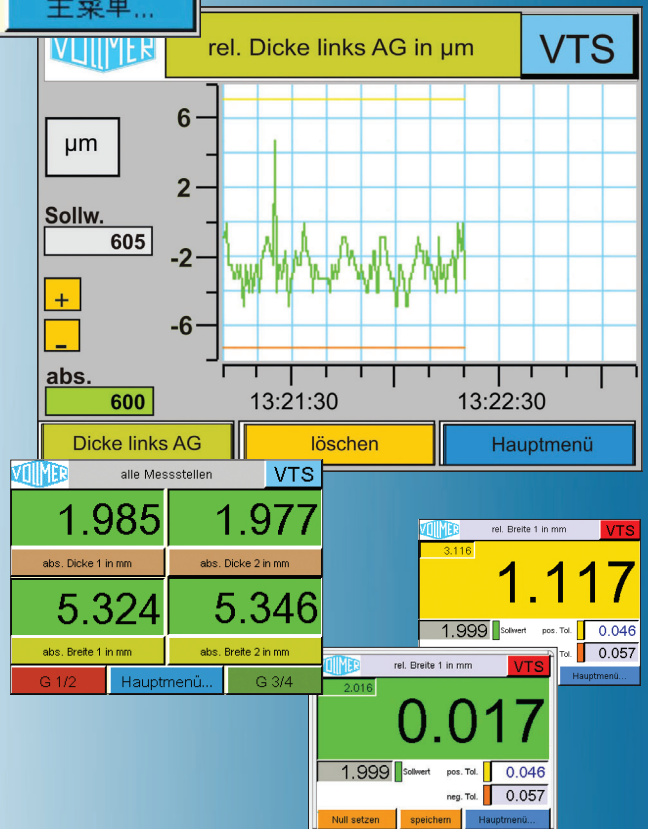 主菜单...
VOLLMER
rel. Dicke links AG in µm
VTS
µm
Sollw.
605
+
-
abs.
600
6
2
-2
-6
13:21:30
13:22:30
Dicke links AG
löschen
Hauptmenü
VOLLMER
alle Messstellen
VTS
1.985
1.977
abs. Dicke 1 in mm
abs. Dicke 2 in mm
5.324
5.346
abs. Breite 1 in mm
abs. Breite 2 in mm
G 1/2
Hauptmenü...
G 3/4
VOLLMER
rel. Breite 1 in mm
VTS
3.116
1.117
1.999
Sollwert
pos. Tol.
0.046
Tol.
0.057
Hauptmenü...
VOLLMER
rel. Breite 1 in mm
VTS
2.016
0.017
1.999
Sollwert
pos. Tol.
0.046
neg. Tol.
0.057
Null setzen
speichern
Hauptmenü...